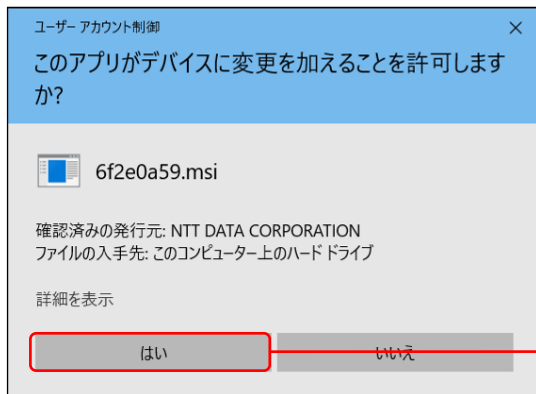 ユーザー アカウント制御
このアプリがデバイスに変更を加えることを許可します
か?
6f2e0a59.msi
確認済みの発行元: NTT DATA CORPORATION
ファイルの入手先: このコンピューター上のハード ドライブ
詳細を表示
はい いいえ